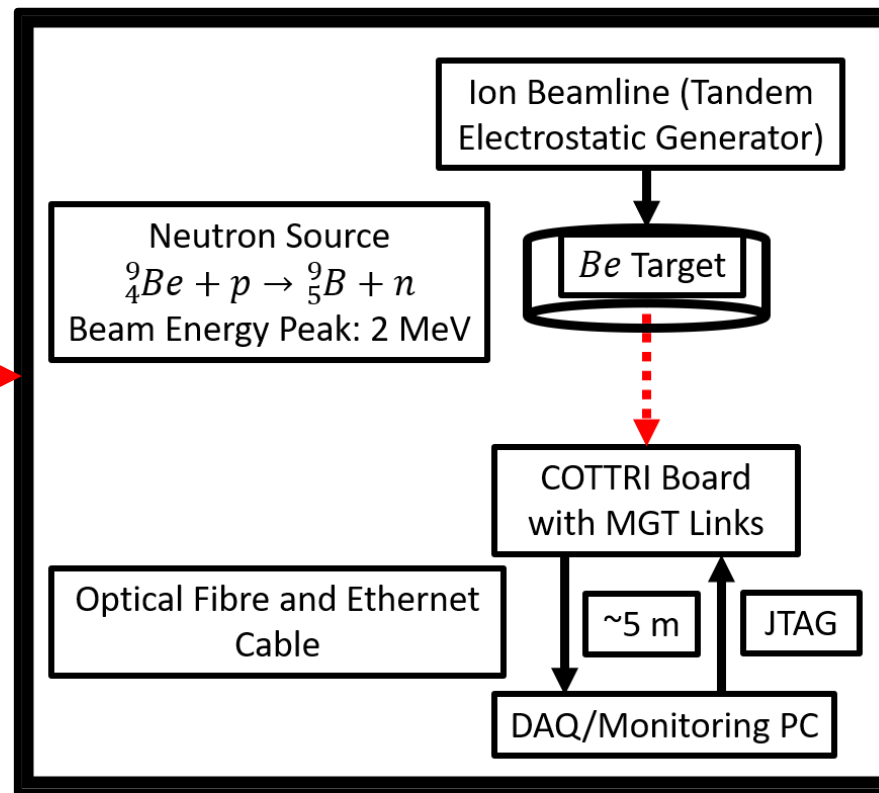 Ion Beamline (Tandem
Electrostatic Generator)
Neutron Source
⁹₄Be + p → ⁹₅B + n
Beam Energy Peak: 2 MeV
Be Target
COTTRI Board
with MGT Links
Optical Fibre and Ethernet
Cable
~5 m
JTAG
DAQ/Monitoring PC